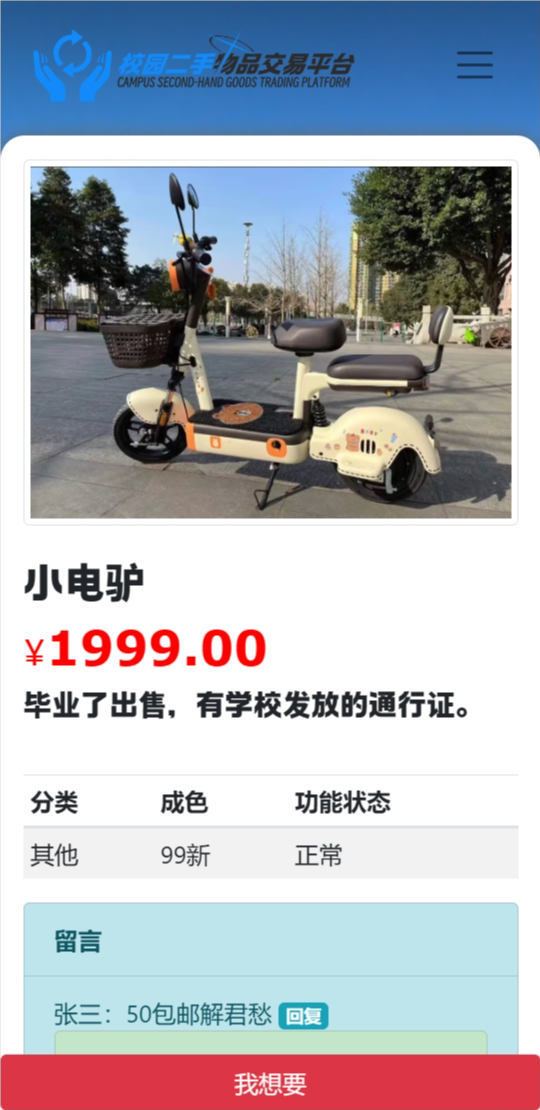 校园二手物品交易平台
CAMPUS SECOND-HAND GOODS TRADING PLATFORM
小电驴
¥1999.00
毕业了出售，有学校发放的通行证。
分类 成色 功能状态
其他 99新 正常
留言
张三：50包邮解君愁 回复
我想要